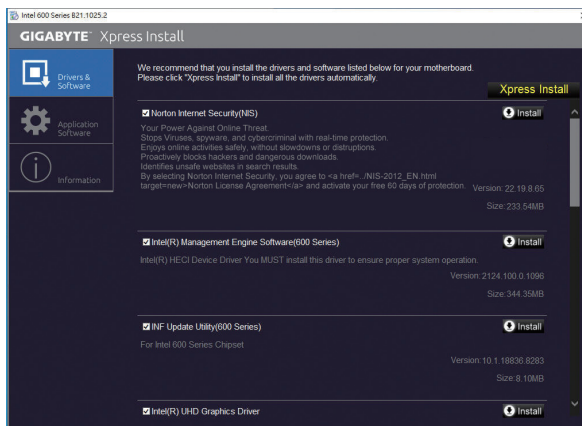 Intel 600 Series B21.1025.2
GIGABYTE™ Xpress Install
Drivers &
Software
Application
Software
Information
We recommend that you install the drivers and software listed below for your motherboard.
Please click "Xpress Install" to install all the drivers automatically.
Xpress Install
Norton Internet Security(NIS)
Install
Your Power Against Online Threat.
Stops Viruses, spyware, and cybercriminal with real-time protection.
Enjoys online activities safely, without slowdowns or distruptions.
Proactively blocks hackers and dangerous downloads.
Identifies unsafe websites in search results.
By selecting Norton Internet Security, you agree to <a href=../NIS-2012_EN.html
target=new>Norton License Agreement</a> and activate your free 60 days of protection.
Version: 22.19.8.65
Size:233.54MB
Intel(R) Management Engine Software(600 Series)
Install
Intel(R) HECI Device Driver You MUST install this driver to ensure proper system operation.
Version:2124.100.0.1096
Size:344.35MB
INF Update Utility(600 Series)
Install
For Intel 600 Series Chipset
Version:10.1.18836.8283
Size:8.10MB
Intel(R) UHD Graphics Driver
Install